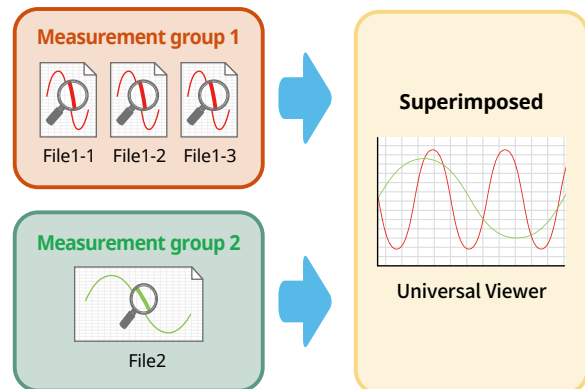 Measurement group 1
File1-1 File1-2 File1-3
Measurement group 2
File2
Superimposed
Universal Viewer